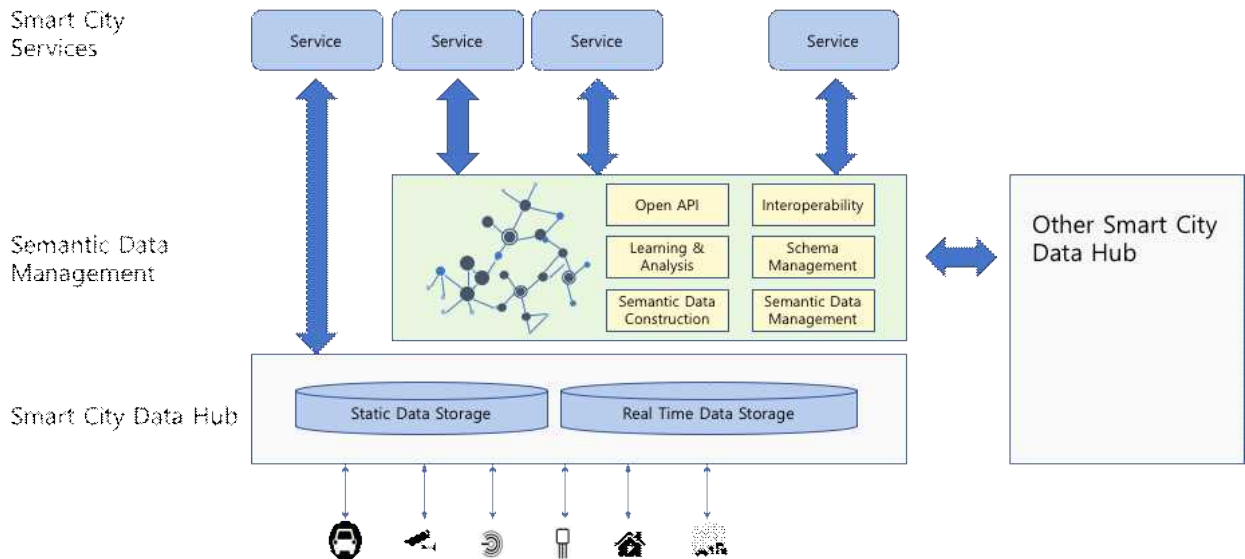 Smart City
Services
Service
Service
Service
Service
Semantic Data
Management
Open API
Interoperability
Learning &
Analysis
Schema
Management
Semantic Data
Construction
Semantic Data
Management
Other Smart City
Data Hub
Smart City Data Hub
Static Data Storage
Real Time Data Storage